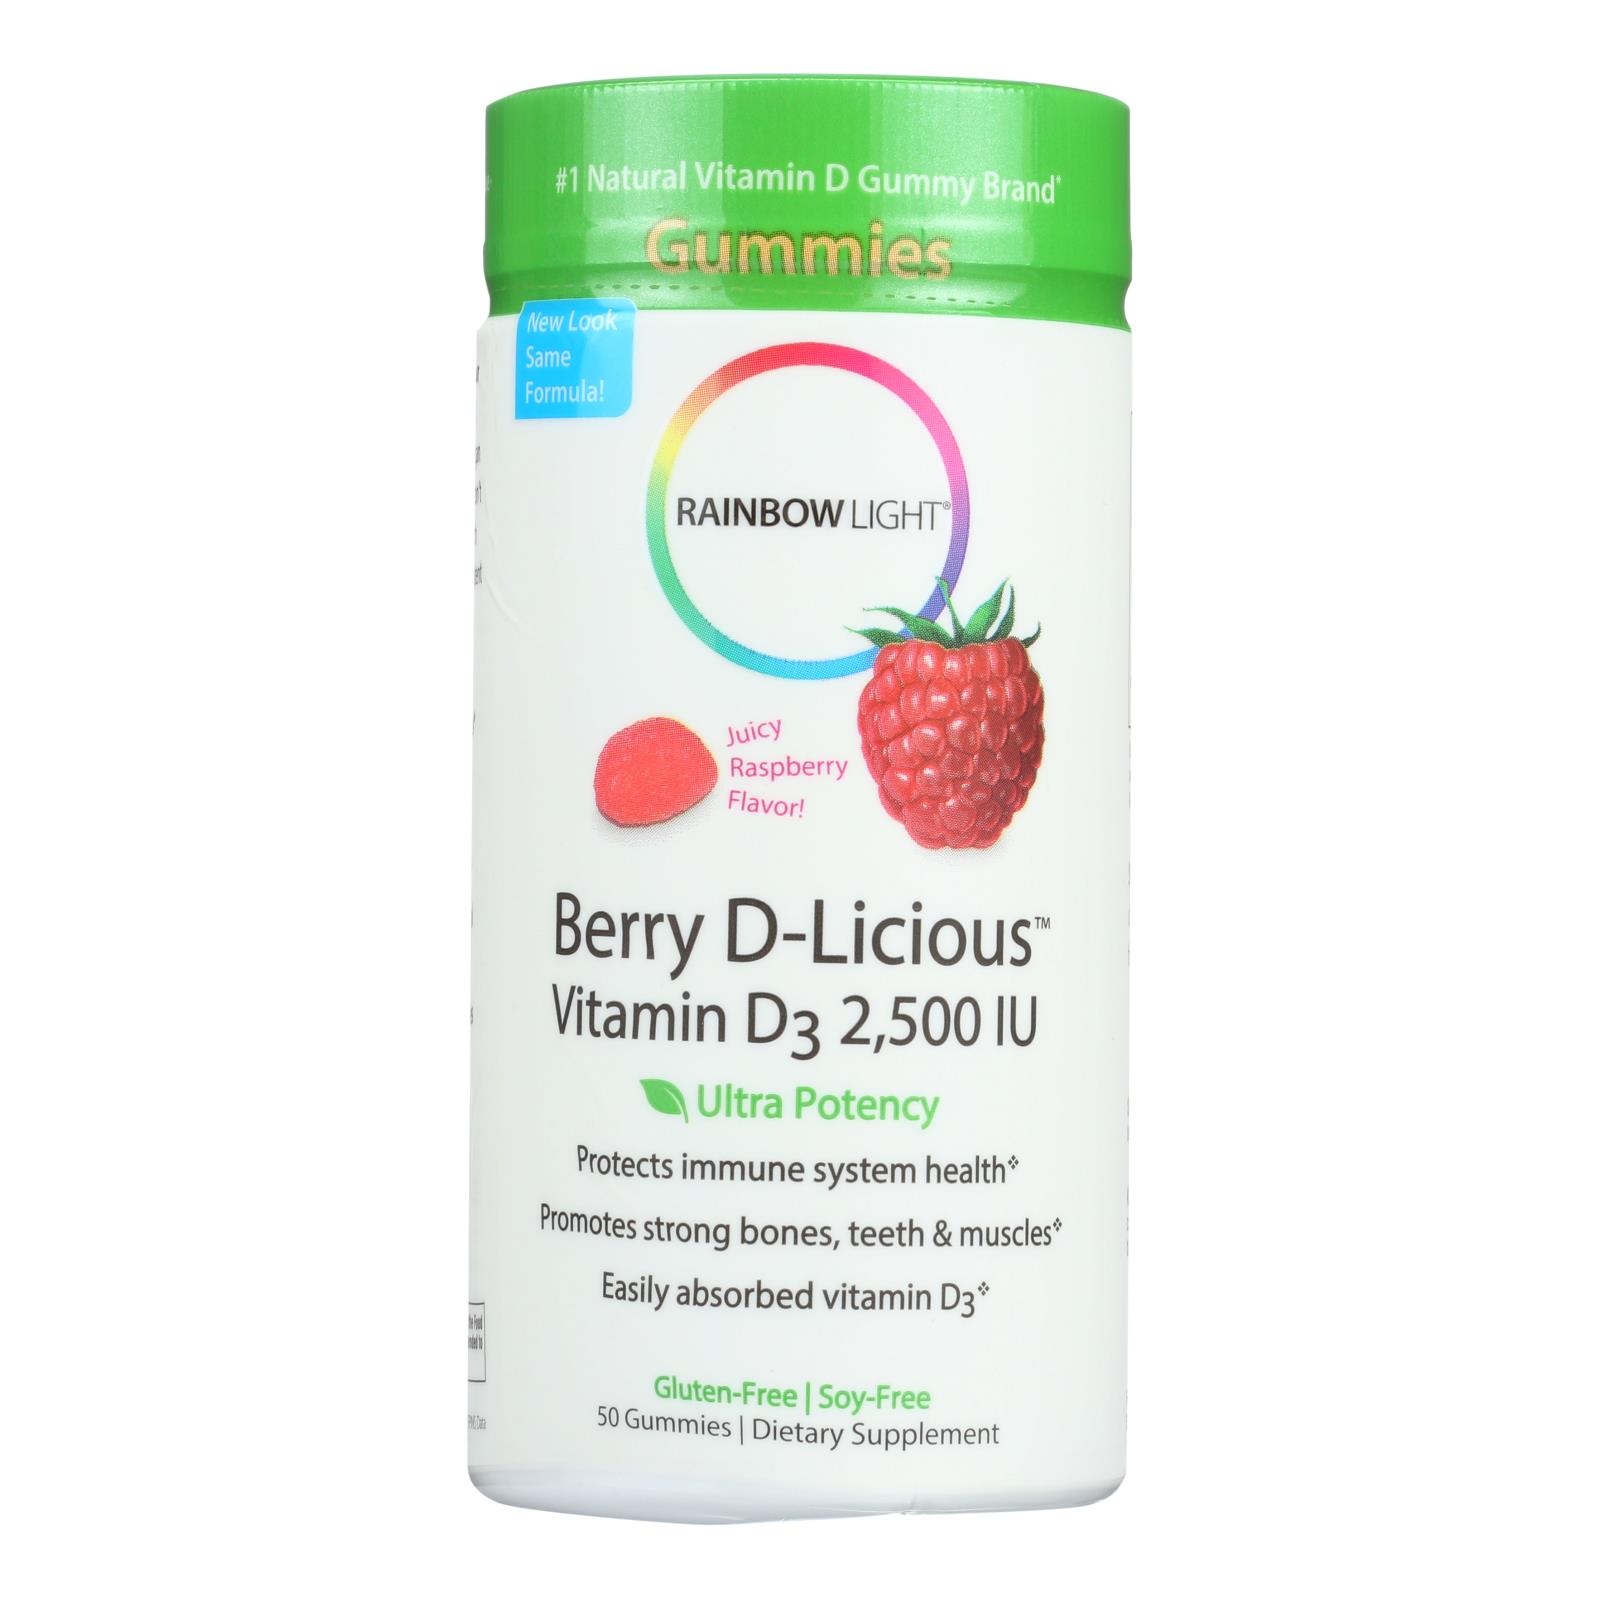 #1 Natural Vitamin D Gummy Brand*
Gummies
New Look
Same
Formula!
RAINBOW LIGHT®
Juicy
Raspberry
Flavor!
Berry D-Licious™
Vitamin D3 2,500 IU
Ultra Potency
Protects immune system health❖
Promotes strong bones, teeth & muscles❖
Easily absorbed vitamin D3❖
Gluten-Free | Soy-Free
50 Gummies | Dietary Supplement